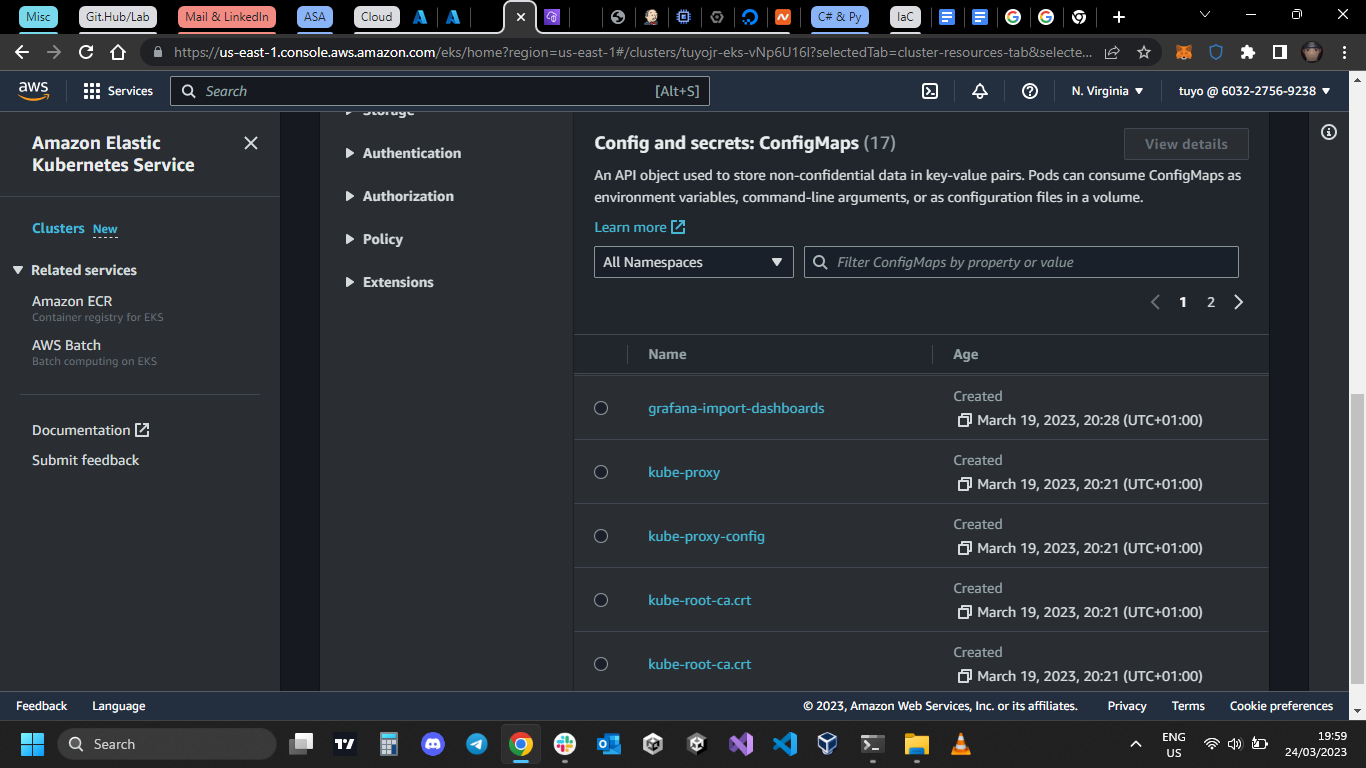 Misc
Git.Hub/Lab
Mail & LinkedIn
ASA
Cloud
C# & Py
IaC
https://us-east-1.console.aws.amazon.com/eks/home?region=us-east-1#/clusters/tuyojr-eks-vNp6U16l?selectedTab=cluster-resources-tab&selecte...
aws
Services
Search
[Alt+S]
N. Virginia
tuyo @ 6032-2756-9238
Amazon Elastic
Kubernetes Service
Clusters New
Related services
Amazon ECR
Container registry for EKS
AWS Batch
Batch computing on EKS
Documentation
Submit feedback
Storage
Authentication
Authorization
Policy
Extensions
Config and secrets: ConfigMaps (17)
View details
An API object used to store non-confidential data in key-value pairs. Pods can consume ConfigMaps as
environment variables, command-line arguments, or as configuration files in a volume.
Learn more
All Namespaces
Filter ConfigMaps by property or value
1 2
Name Age
grafana-import-dashboards
Created
March 19, 2023, 20:28 (UTC+01:00)
kube-proxy
Created
March 19, 2023, 20:21 (UTC+01:00)
kube-proxy-config
Created
March 19, 2023, 20:21 (UTC+01:00)
kube-root-ca.crt
Created
March 19, 2023, 20:21 (UTC+01:00)
kube-root-ca.crt
Created
March 19, 2023, 20:21 (UTC+01:00)
Feedback
Language
© 2023, Amazon Web Services, Inc. or its affiliates.
Privacy
Terms
Cookie preferences
Search
ENG
US
19:59
24/03/2023